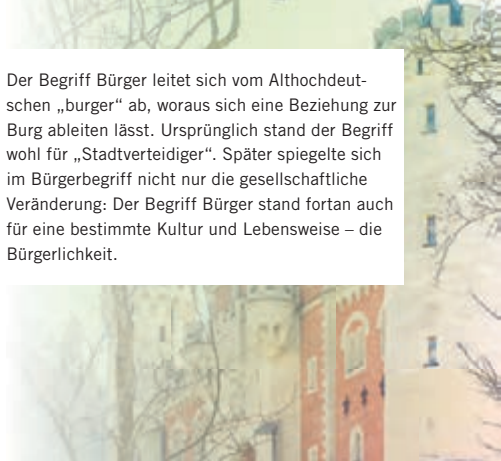 Der Begriff Bürger leitet sich vom Althochdeut-
schen „burger“ ab, woraus sich eine Beziehung zur
Burg ableiten lässt. Ursprünglich stand der Begriff
wohl für „Stadtverteidiger“. Später spiegelte sich
im Bürgerbegriff nicht nur die gesellschaftliche
Veränderung: Der Begriff Bürger stand fortan auch
für eine bestimmte Kultur und Lebensweise – die
Bürgerlichkeit.